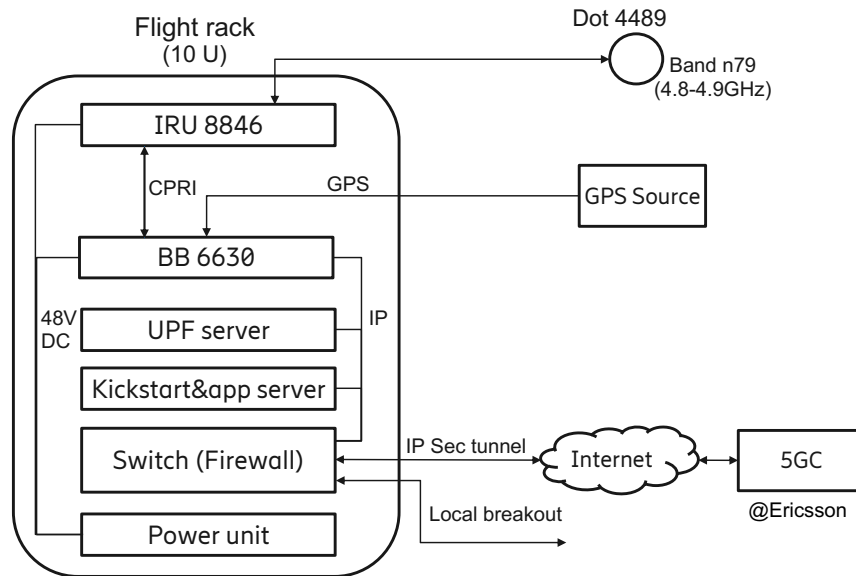 Flight rack
(10 U)
Dot 4489
Band n79
(4.8-4.9GHz)
IRU 8846
CPRI
GPS
GPS Source
BB 6630
48V
DC
IP
UPF server
Kickstart&app server
Switch (Firewall)
IP Sec tunnel
Internet
5GC
@Ericsson
Local breakout
Power unit